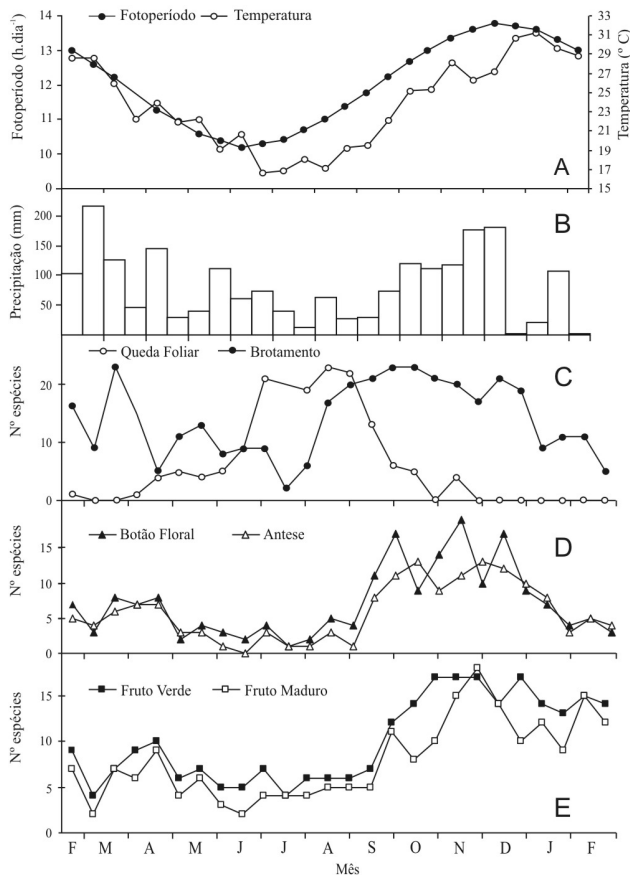 Fotoperíodo Temperatura
Fotoperíodo (h.dia⁻¹)
14
13
12
11
10
0
Temperatura (º C)
33
31
29
27
25
23
21
19
17
15
A
Precipitação (mm)
200
150
100
50
B
Queda Foliar Brotamento
Nº espécies
20
10
0
C
Botão Floral Antese
Nº espécies
15
10
5
0
D
Fruto Verde Fruto Maduro
Nº espécies
15
10
5
0
E
F M A M J J A S O N D J F
Mês